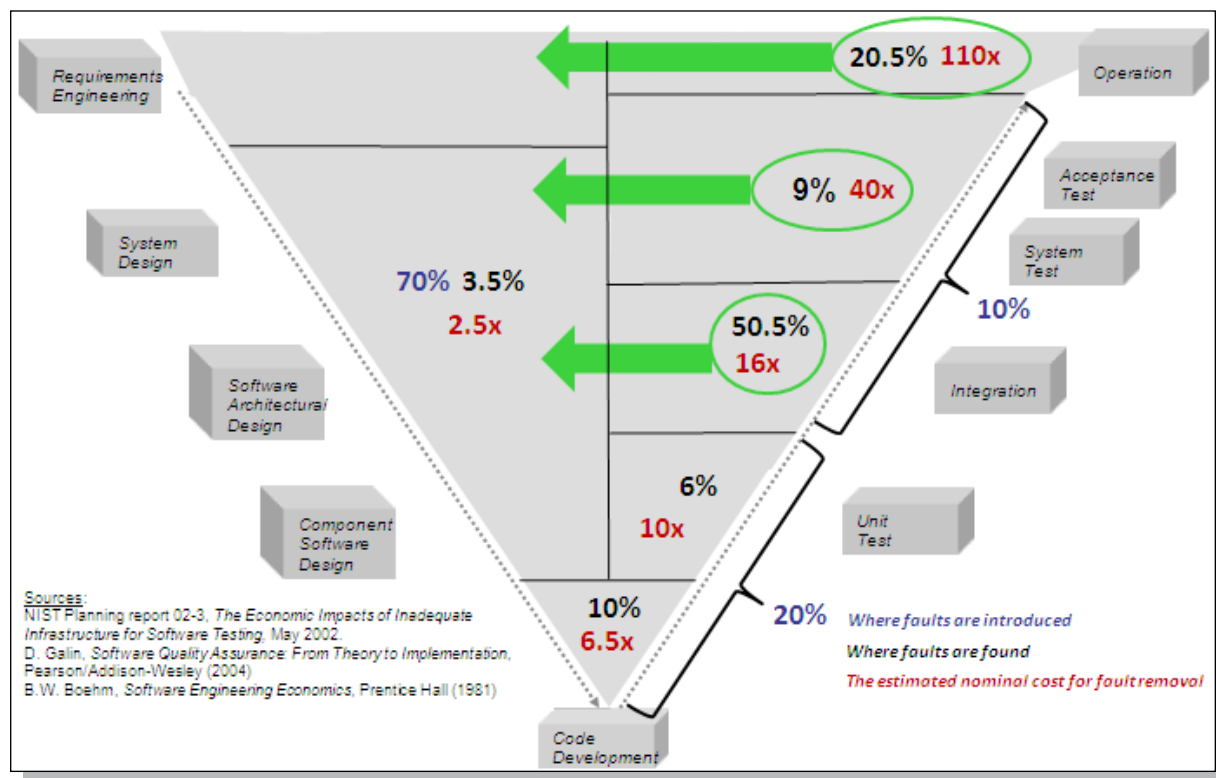 Requirements
Engineering
20.5% 110x
Operation
9% 40x
Acceptance
Test
System
Design
System
Test
70% 3.5%
2.5x
10%
50.5%
16x
Software
Architectural
Design
Integration
6%
10x
Component
Software
Design
Unit
Test
10%
6.5x
20%
Sources:
NIST Planning report 02-3, The Economic Impacts of Inadequate
Infrastructure for Software Testing, May 2002.
D. Galin, Software Quality Assurance: From Theory to Implementation,
Pearson/Addison-Wesley (2004)
B.W. Boehm, Software Engineering Economics, Prentice Hall (1981)
Where faults are introduced
Where faults are found
The estimated nominal cost for fault removal
Code
Development